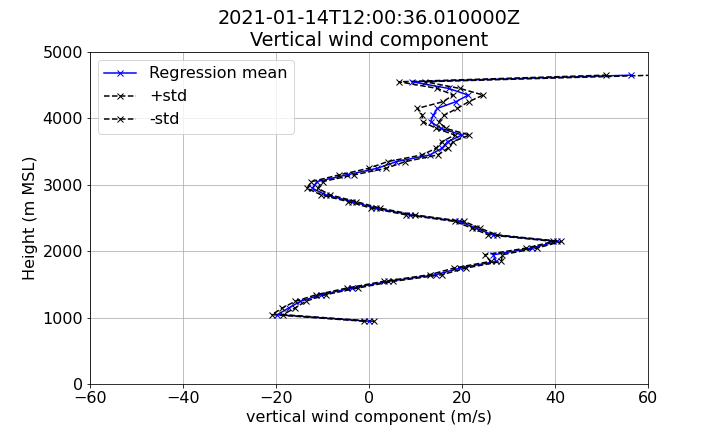 2021-01-14T12:00:36.010000Z
Vertical wind component
Regression mean
+std
-std
Height (m MSL)
5000
4000
3000
2000
1000
0
−60
−40
−20
0
20
40
60
vertical wind component (m/s)